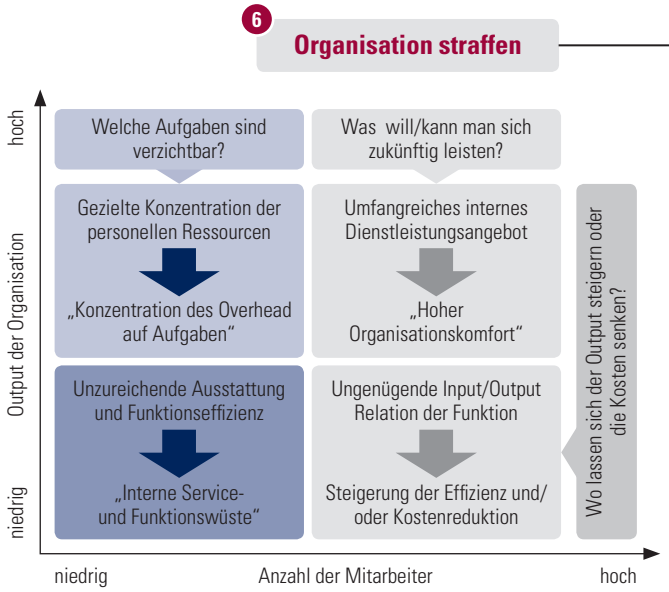 6
Organisation straffen
hoch
Output der Organisation
niedrig
Welche Aufgaben sind
verzichtbar?
Was will/kann man sich
zukünftig leisten?
Gezielte Konzentration der
personellen Ressourcen
„Konzentration des Overhead
auf Aufgaben“
Umfangreiches internes
Dienstleistungsangebot
„Hoher
Organisationskomfort“
Unzureichende Ausstattung
und Funktionseffizienz
„Interne Service-
und Funktionswüste“
Ungenügende Input/Output
Relation der Funktion
Steigerung der Effizienz und/
oder Kostenreduktion
Wo lassen sich der Output steigern oder
die Kosten senken?
niedrig
Anzahl der Mitarbeiter
hoch